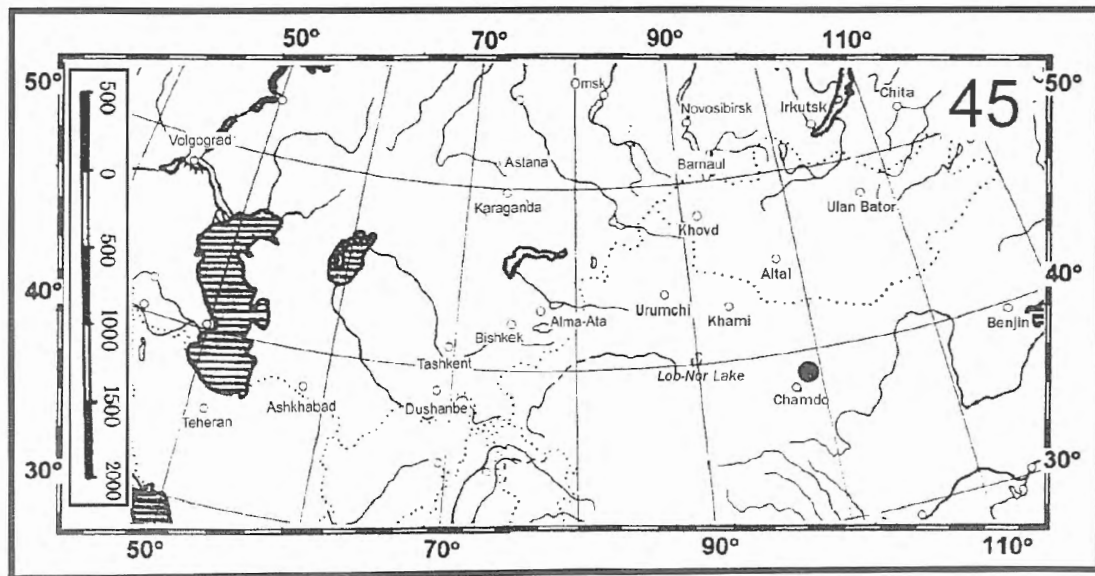 50° 70° 90° 110°
50° 50°
45
Omsk
Novosibirsk
Irkutsk
Chita
Volgograd
Astana
Barnaul
Karaganda
Ulan Bator
Khovd
Altai
40° 40°
Urumchi
Khami
Benjin
Bishkek
Alma-Ata
Tashkent
Lob-Nor Lake
Chamdo
Teheran
Ashkhabad
Dushanbe
30° 30°
500
0
500
1000
1500
2000
50° 70° 90° 110°